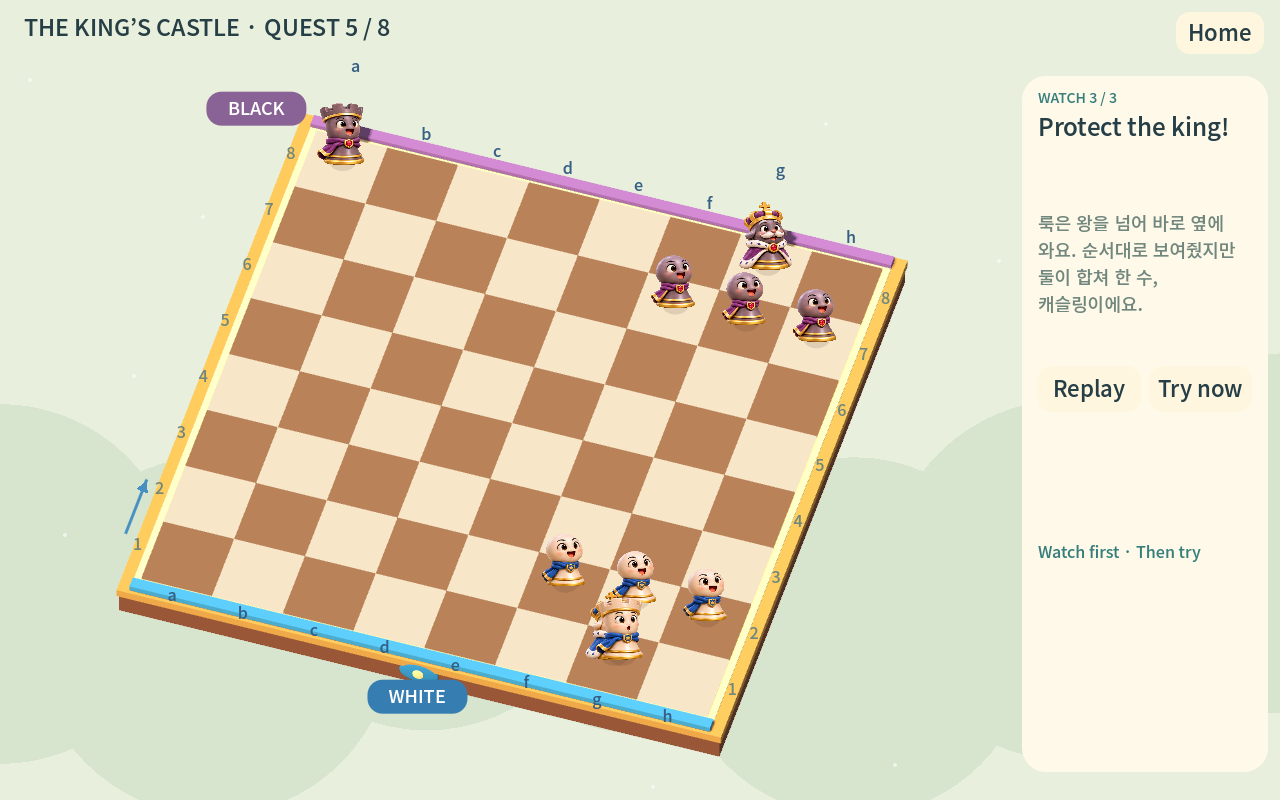 THE KING’S CASTLE · QUEST 5 / 8
Home
BLACK
a
b
c
d
e
f
g
h
8
7
6
5
4
3
2
1
8
7
6
5
4
3
2
1
a
b
c
d
e
f
g
h
WHITE
WATCH 3 / 3
Protect the king!
룩은 왕을 넘어 바로 옆에
와요. 순서대로 보여줬지만
둘이 합쳐 한 수,
캐슬링이에요.
Replay
Try now
Watch first · Then try